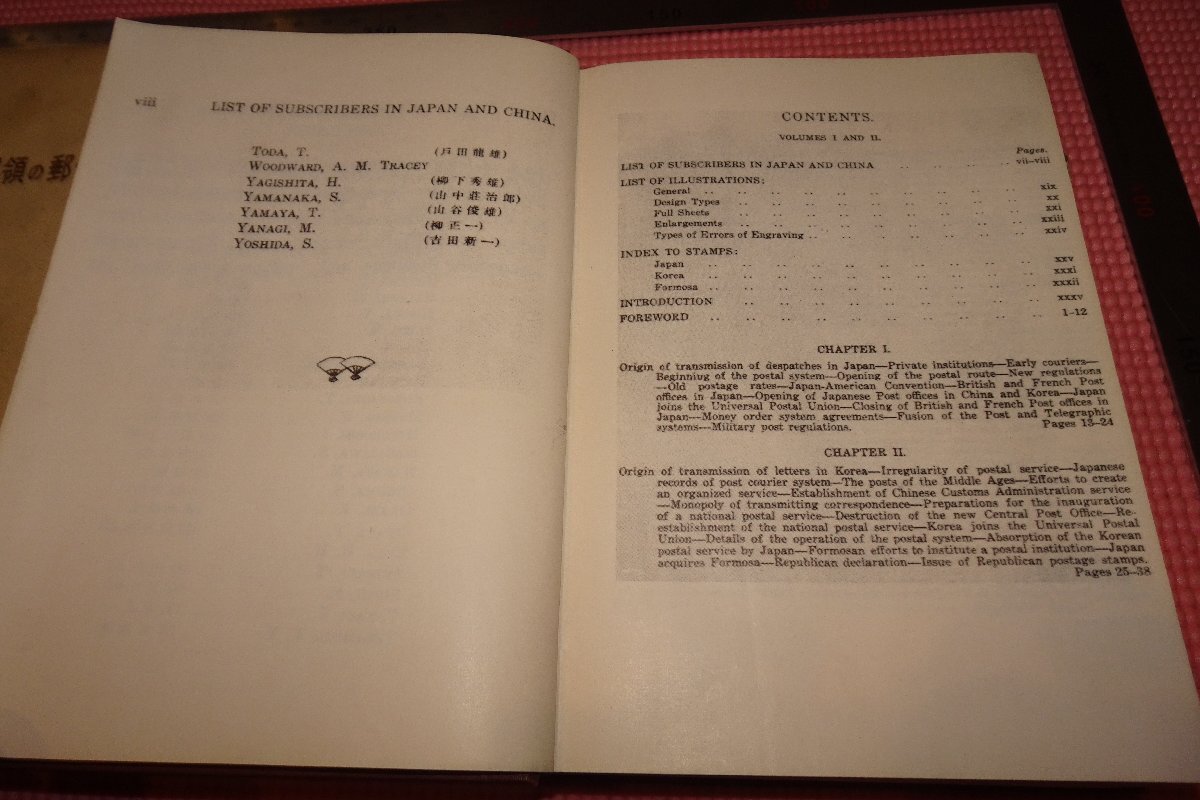 領の郵
viii
LIST OF SUBSCRIBERS IN JAPAN AND CHINA.
TODA, T. (戸田龍雄)
WOODWARD, A. M. TRACEY
YAGISHITA, H. (柳下秀雄)
YAMANAKA, S. (山中荘治郎)
YAMAYA, T. (山谷俊雄)
YANAGI, M. (柳正一)
YOSHIDA, S. (吉田新一)
CONTENTS.
VOLUMES I AND II.
Pages.
LIST OF SUBSCRIBERS IN JAPAN AND CHINA .. .. .. .. vii–viii
LIST OF ILLUSTRATIONS:
General .. .. .. .. .. .. .. .. .. .. xix
Design Types .. .. .. .. .. .. .. .. .. xx
Full Sheets .. .. .. .. .. .. .. .. .. xxi
Enlargements .. .. .. .. .. .. .. .. .. xxiii
Types of Errors of Engraving .. .. .. .. .. .. .. xxiv
INDEX TO STAMPS:
Japan .. .. .. .. .. .. .. .. .. .. xxv
Korea .. .. .. .. .. .. .. .. .. .. xxxi
Formosa .. .. .. .. .. .. .. .. .. .. xxxii
INTRODUCTION .. .. .. .. .. .. .. .. .. xxxv
FOREWORD .. .. .. .. .. .. .. .. .. .. 1–12
CHAPTER I.
Origin of transmission of despatches in Japan—Private institutions—Early couriers—
Beginning of the postal system—Opening of the postal route—New regulations
—Old postage rates—Japan-American Convention—British and French Post
offices in Japan—Opening of Japanese Post offices in China and Korea—Japan
joins the Universal Postal Union—Closing of British and French Post offices in
Japan—Money order system agreements—Fusion of the Post and Telegraphic
systems—Military post regulations. Pages 13–24
CHAPTER II.
Origin of transmission of letters in Korea—Irregularity of postal service—Japanese
records of post courier system—The posts of the Middle Ages—Efforts to create
an organized service—Establishment of Chinese Customs Administration service
—Monopoly of transmitting correspondence—Preparations for the inauguration
of a national postal service—Destruction of the new Central Post Office—Re-
establishment of the national postal service—Korea joins the Universal Postal
Union—Details of the operation of the postal system—Absorption of the Korean
postal service by Japan—Formosan efforts to institute a postal institution—Japan
acquires Formosa—Republican declaration—Issue of Republican postage stamps.
Pages 25–38